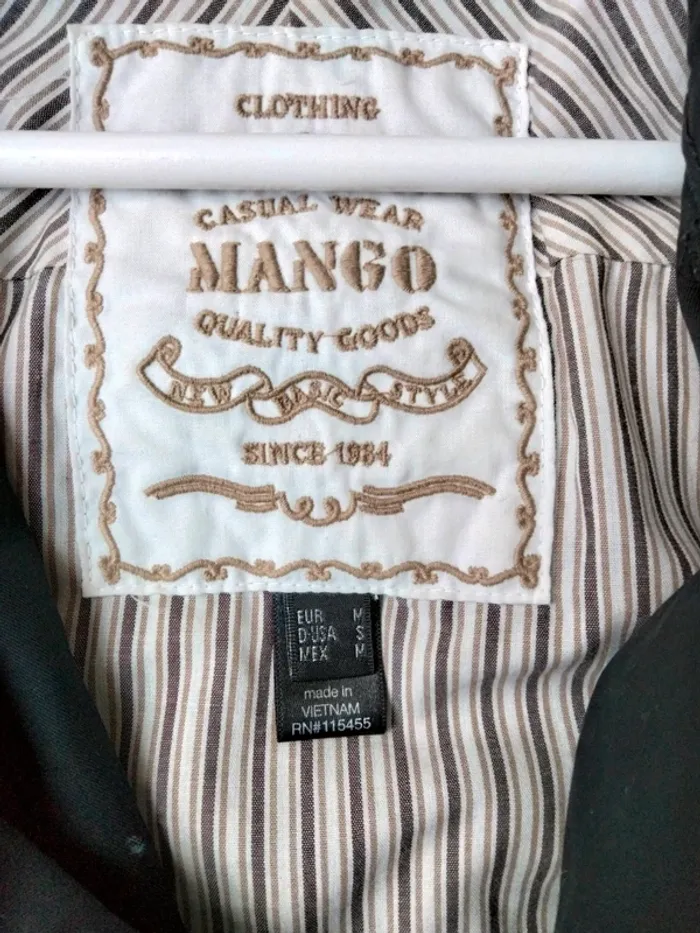 CLOTHING
CASUAL WEAR
MANGO
QUALITY GOODS
NEW BASIC STYLE
SINCE 1984
EUR M
D-USA S
MEX M
made in
VIETNAM
RN#115455